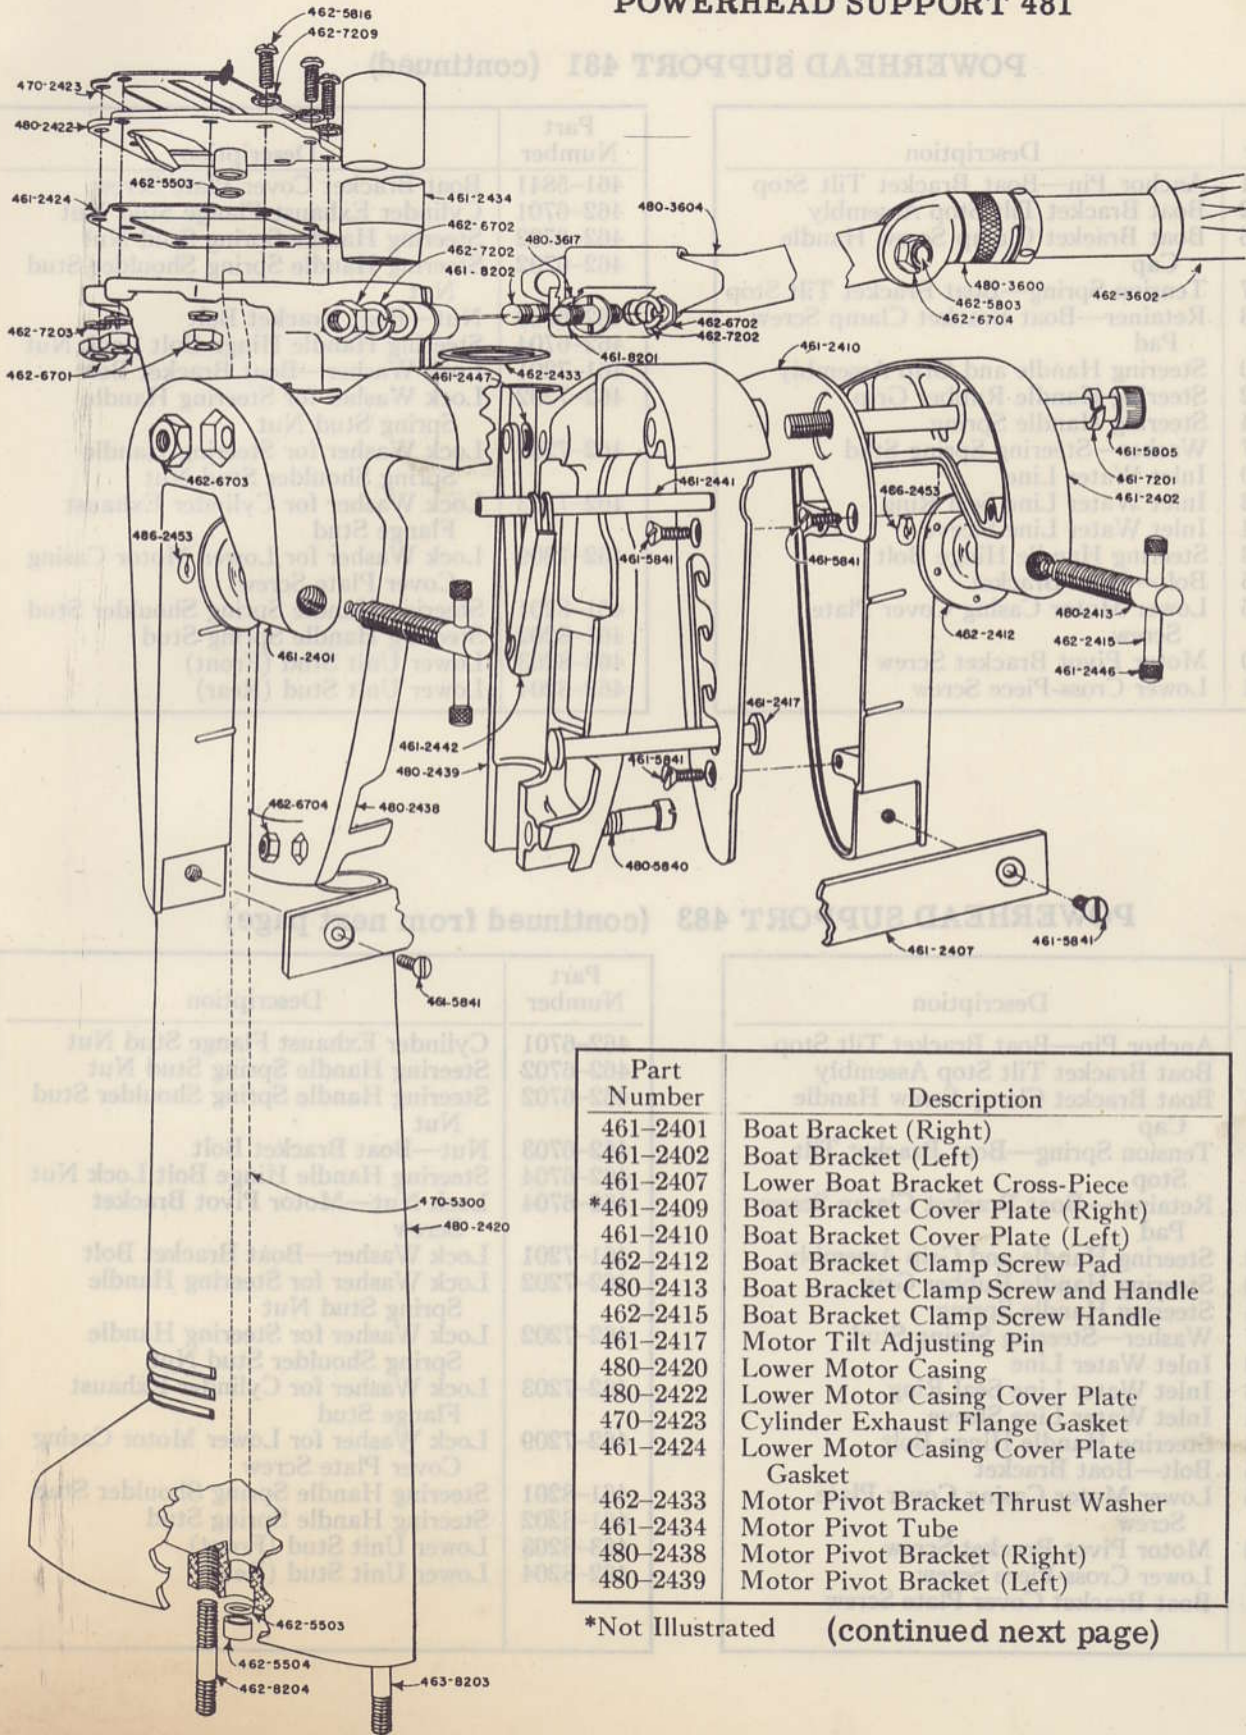 POWERHEAD SUPPORT 481
462-5816
462-7209
470-2423
480-2422
462-5503
461-2424
461-2434
480-3604
462-6702
462-7202
480-3617
461-8202
480-3600
462-5803
462-6704
462-3602
462-7203
462-6701
462-6702
462-7202
461-8201
461-2410
461-2447
462-2433
461-5805
461-7201
461-2402
462-6703
461-2441
486-2453
486-2453
461-5841
461-5841
480-2413
462-2412
462-2415
461-2446
461-2401
461-2417
461-2442
480-2439
461-5841
462-6704
480-2438
480-5840
461-2407
461-5841
461-5841
470-5300
480-2420
462-5503
462-5504
462-8204
463-8203
Part
Number Description
461–2401 Boat Bracket (Right)
461–2402 Boat Bracket (Left)
461–2407 Lower Boat Bracket Cross-Piece
*461–2409 Boat Bracket Cover Plate (Right)
461–2410 Boat Bracket Cover Plate (Left)
462–2412 Boat Bracket Clamp Screw Pad
480–2413 Boat Bracket Clamp Screw and Handle
462–2415 Boat Bracket Clamp Screw Handle
461–2417 Motor Tilt Adjusting Pin
480–2420 Lower Motor Casing
480–2422 Lower Motor Casing Cover Plate
470–2423 Cylinder Exhaust Flange Gasket
461–2424 Lower Motor Casing Cover Plate
Gasket
462–2433 Motor Pivot Bracket Thrust Washer
461–2434 Motor Pivot Tube
480–2438 Motor Pivot Bracket (Right)
480–2439 Motor Pivot Bracket (Left)
*Not Illustrated (continued next page)